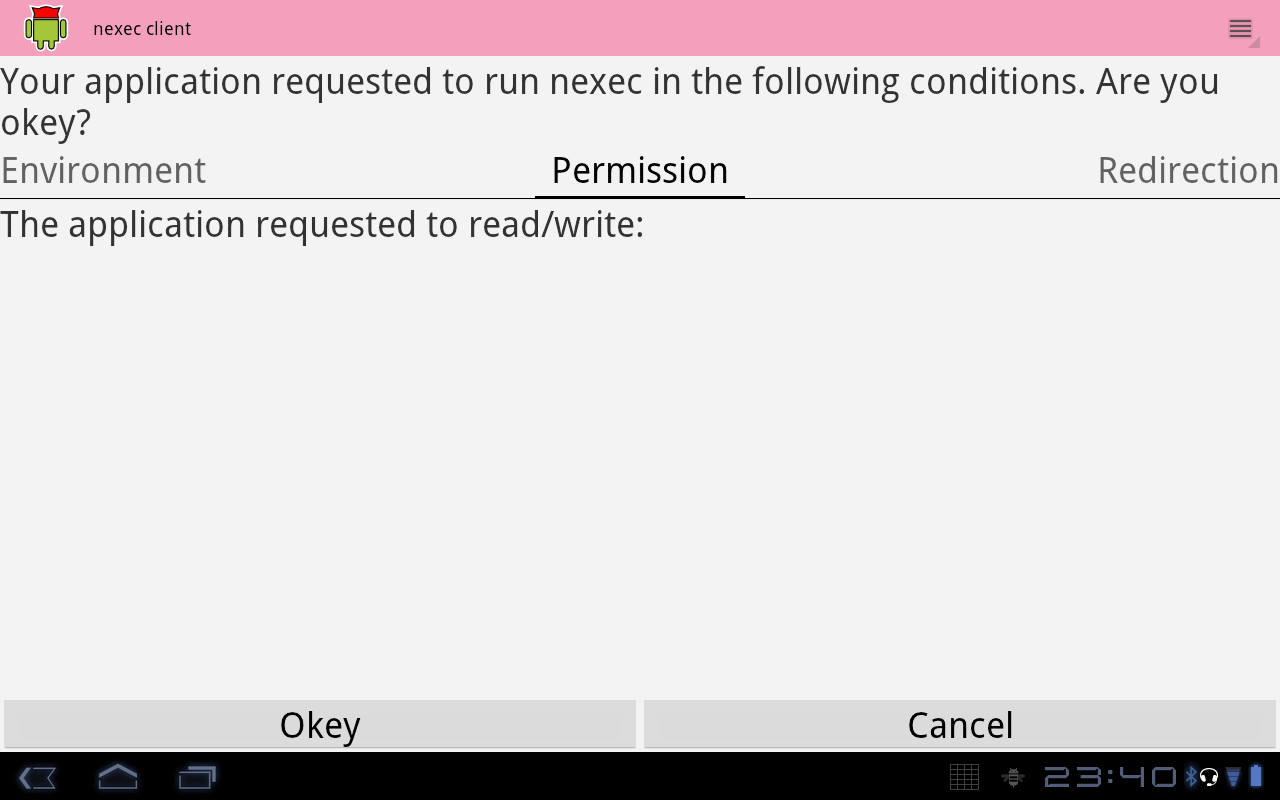 nexec client
Your application requested to run nexec in the following conditions. Are you
okey?
Environment
Permission
Redirection
The application requested to read/write:
Okey
Cancel
23:40